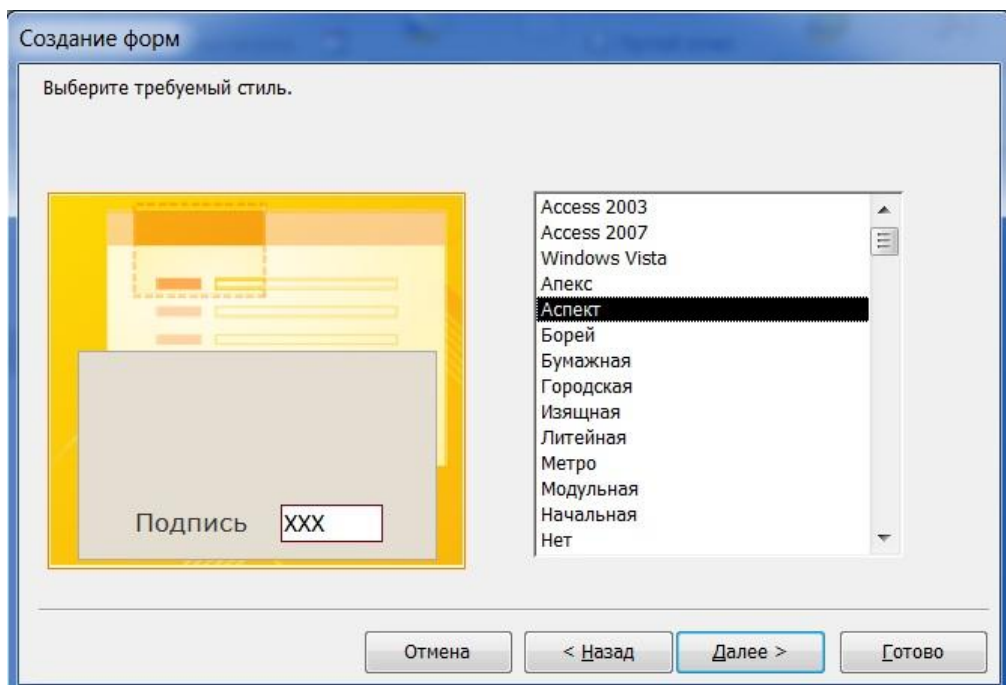 Создание форм
Выберите требуемый стиль.
Подпись XXX
Access 2003
Access 2007
Windows Vista
Апекс
Аспект
Борей
Бумажная
Городская
Изящная
Литейная
Метро
Модульная
Начальная
Нет
Отмена
< Назад
Далее >
Готово